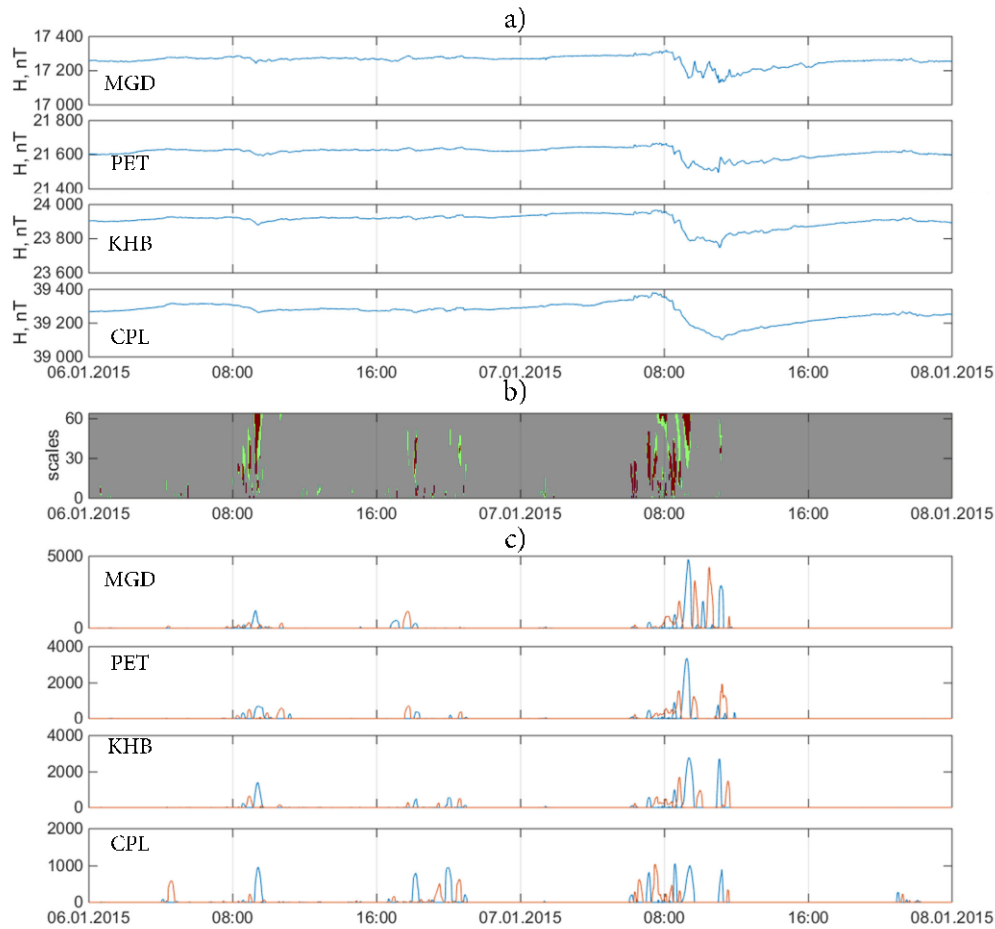 a)
17 400
17 200
17 000
H, nT
MGD
21 800
21 600
21 400
H, nT
PET
24 000
23 800
23 600
H, nT
KHB
39 400
39 200
39 000
H, nT
CPL
06.01.2015 08:00 16:00 07.01.2015 08:00 16:00 08.01.2015
b)
60
30
0
scales
06.01.2015 08:00 16:00 07.01.2015 08:00 16:00 08.01.2015
c)
5000
0
MGD
4000
2000
0
PET
4000
2000
0
KHB
2000
1000
0
CPL
06.01.2015 08:00 16:00 07.01.2015 08:00 16:00 08.01.2015